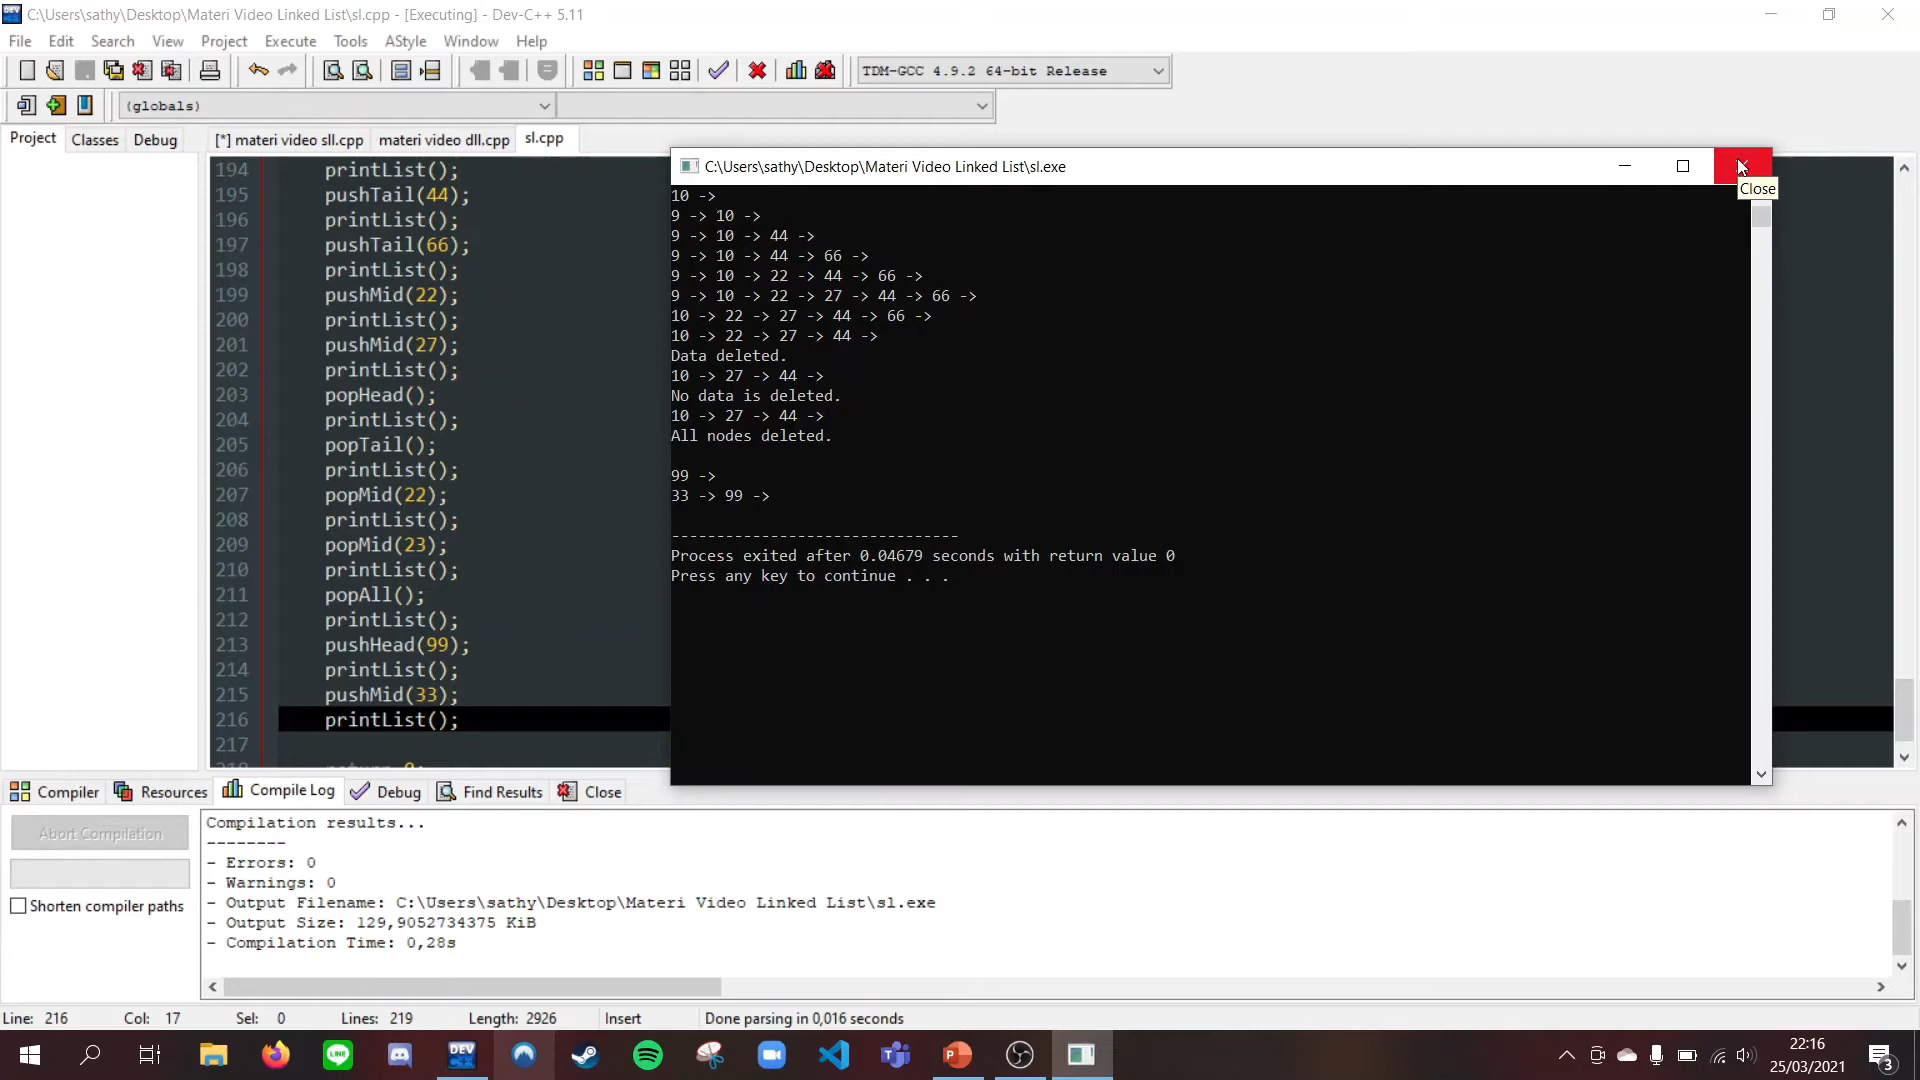 C:\Users\sathy\Desktop\Materi Video Linked List\sl.cpp - [Executing] - Dev-C++ 5.11
File Edit Search View Project Execute Tools AStyle Window Help
TDM-GCC 4.9.2 64-bit Release
(globals)
Project Classes Debug
[*] materi video sll.cpp materi video dll.cpp sl.cpp
194 printList();
195 pushTail(44);
196 printList();
197 pushTail(66);
198 printList();
199 pushMid(22);
200 printList();
201 pushMid(27);
202 printList();
203 popHead();
204 printList();
205 popTail();
206 printList();
207 popMid(22);
208 printList();
209 popMid(23);
210 printList();
211 popAll();
212 printList();
213 pushHead(99);
214 printList();
215 pushMid(33);
216 printList();
217
C:\Users\sathy\Desktop\Materi Video Linked List\sl.exe
Close
10 ->
9 -> 10 ->
9 -> 10 -> 44 ->
9 -> 10 -> 44 -> 66 ->
9 -> 10 -> 22 -> 44 -> 66 ->
9 -> 10 -> 22 -> 27 -> 44 -> 66 ->
10 -> 22 -> 27 -> 44 -> 66 ->
10 -> 22 -> 27 -> 44 ->
Data deleted.
10 -> 27 -> 44 ->
No data is deleted.
10 -> 27 -> 44 ->
All nodes deleted.
99 ->
33 -> 99 ->
--------------------------------
Process exited after 0.04679 seconds with return value 0
Press any key to continue . . .
Compiler Resources Compile Log Debug Find Results Close
Abort Compilation
Shorten compiler paths
Compilation results...
--------
- Errors: 0
- Warnings: 0
- Output Filename: C:\Users\sathy\Desktop\Materi Video Linked List\sl.exe
- Output Size: 129,9052734375 KiB
- Compilation Time: 0,28s
Line: 216 Col: 17 Sel: 0 Lines: 219 Length: 2926 Insert Done parsing in 0,016 seconds
DEV
LINE
22:16
25/03/2021
3